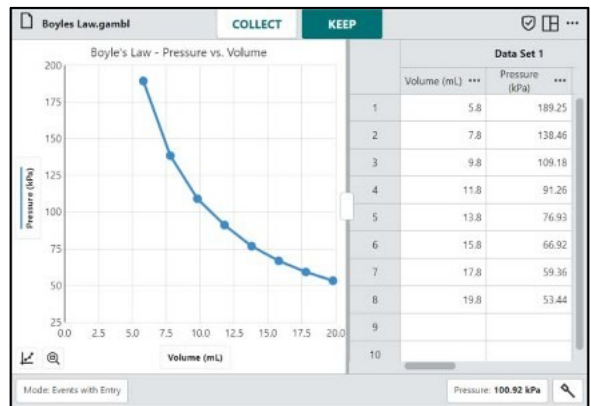 Boyles Law.gambl COLLECT KEEP
Boyle's Law - Pressure vs. Volume
Pressure (kPa)
200
175
150
125
100
75
50
25
0.0 2.5 5.0 7.5 10.0 12.5 15.0 17.5 20.0
Volume (mL)
Data Set 1
Volume (mL) Pressure (kPa)
1 5.8 189.25
2 7.8 138.46
3 9.8 109.18
4 11.8 91.26
5 13.8 76.93
6 15.8 66.92
7 17.8 59.36
8 19.8 53.44
9
10
Mode: Events with Entry Pressure: 100.92 kPa